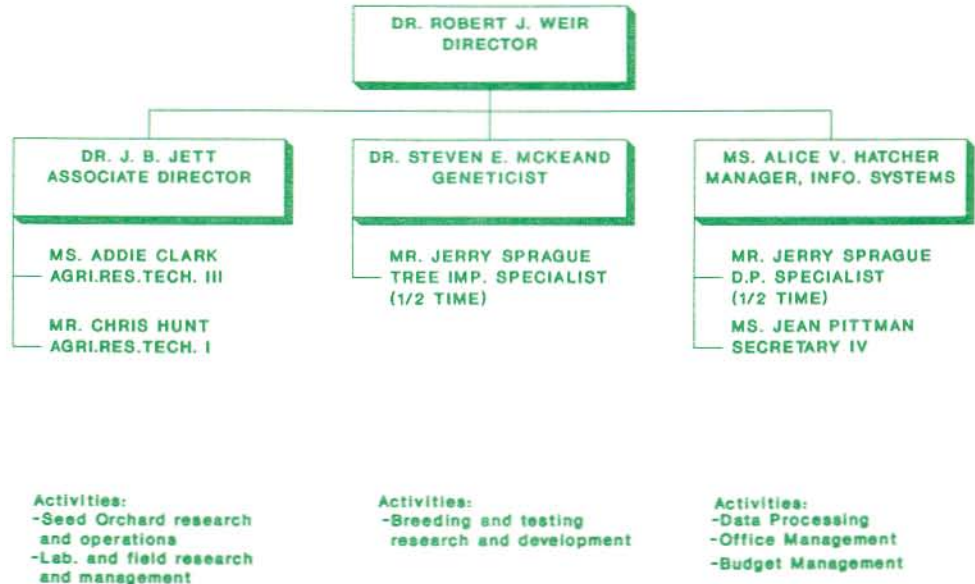 DR. ROBERT J. WEIR
DIRECTOR
DR. J. B. JETT
ASSOCIATE DIRECTOR
DR. STEVEN E. MCKEAND
GENETICIST
MS. ALICE V. HATCHER
MANAGER, INFO. SYSTEMS
MS. ADDIE CLARK
AGRI.RES.TECH. III
MR. CHRIS HUNT
AGRI.RES.TECH. I
MR. JERRY SPRAGUE
TREE IMP. SPECIALIST
(1/2 TIME)
MR. JERRY SPRAGUE
D.P. SPECIALIST
(1/2 TIME)
MS. JEAN PITTMAN
SECRETARY IV
Activities:
-Seed Orchard research
and operations
-Lab. and field research
and management
Activities:
-Breeding and testing
research and development
Activities:
-Data Processing
-Office Management
-Budget Management